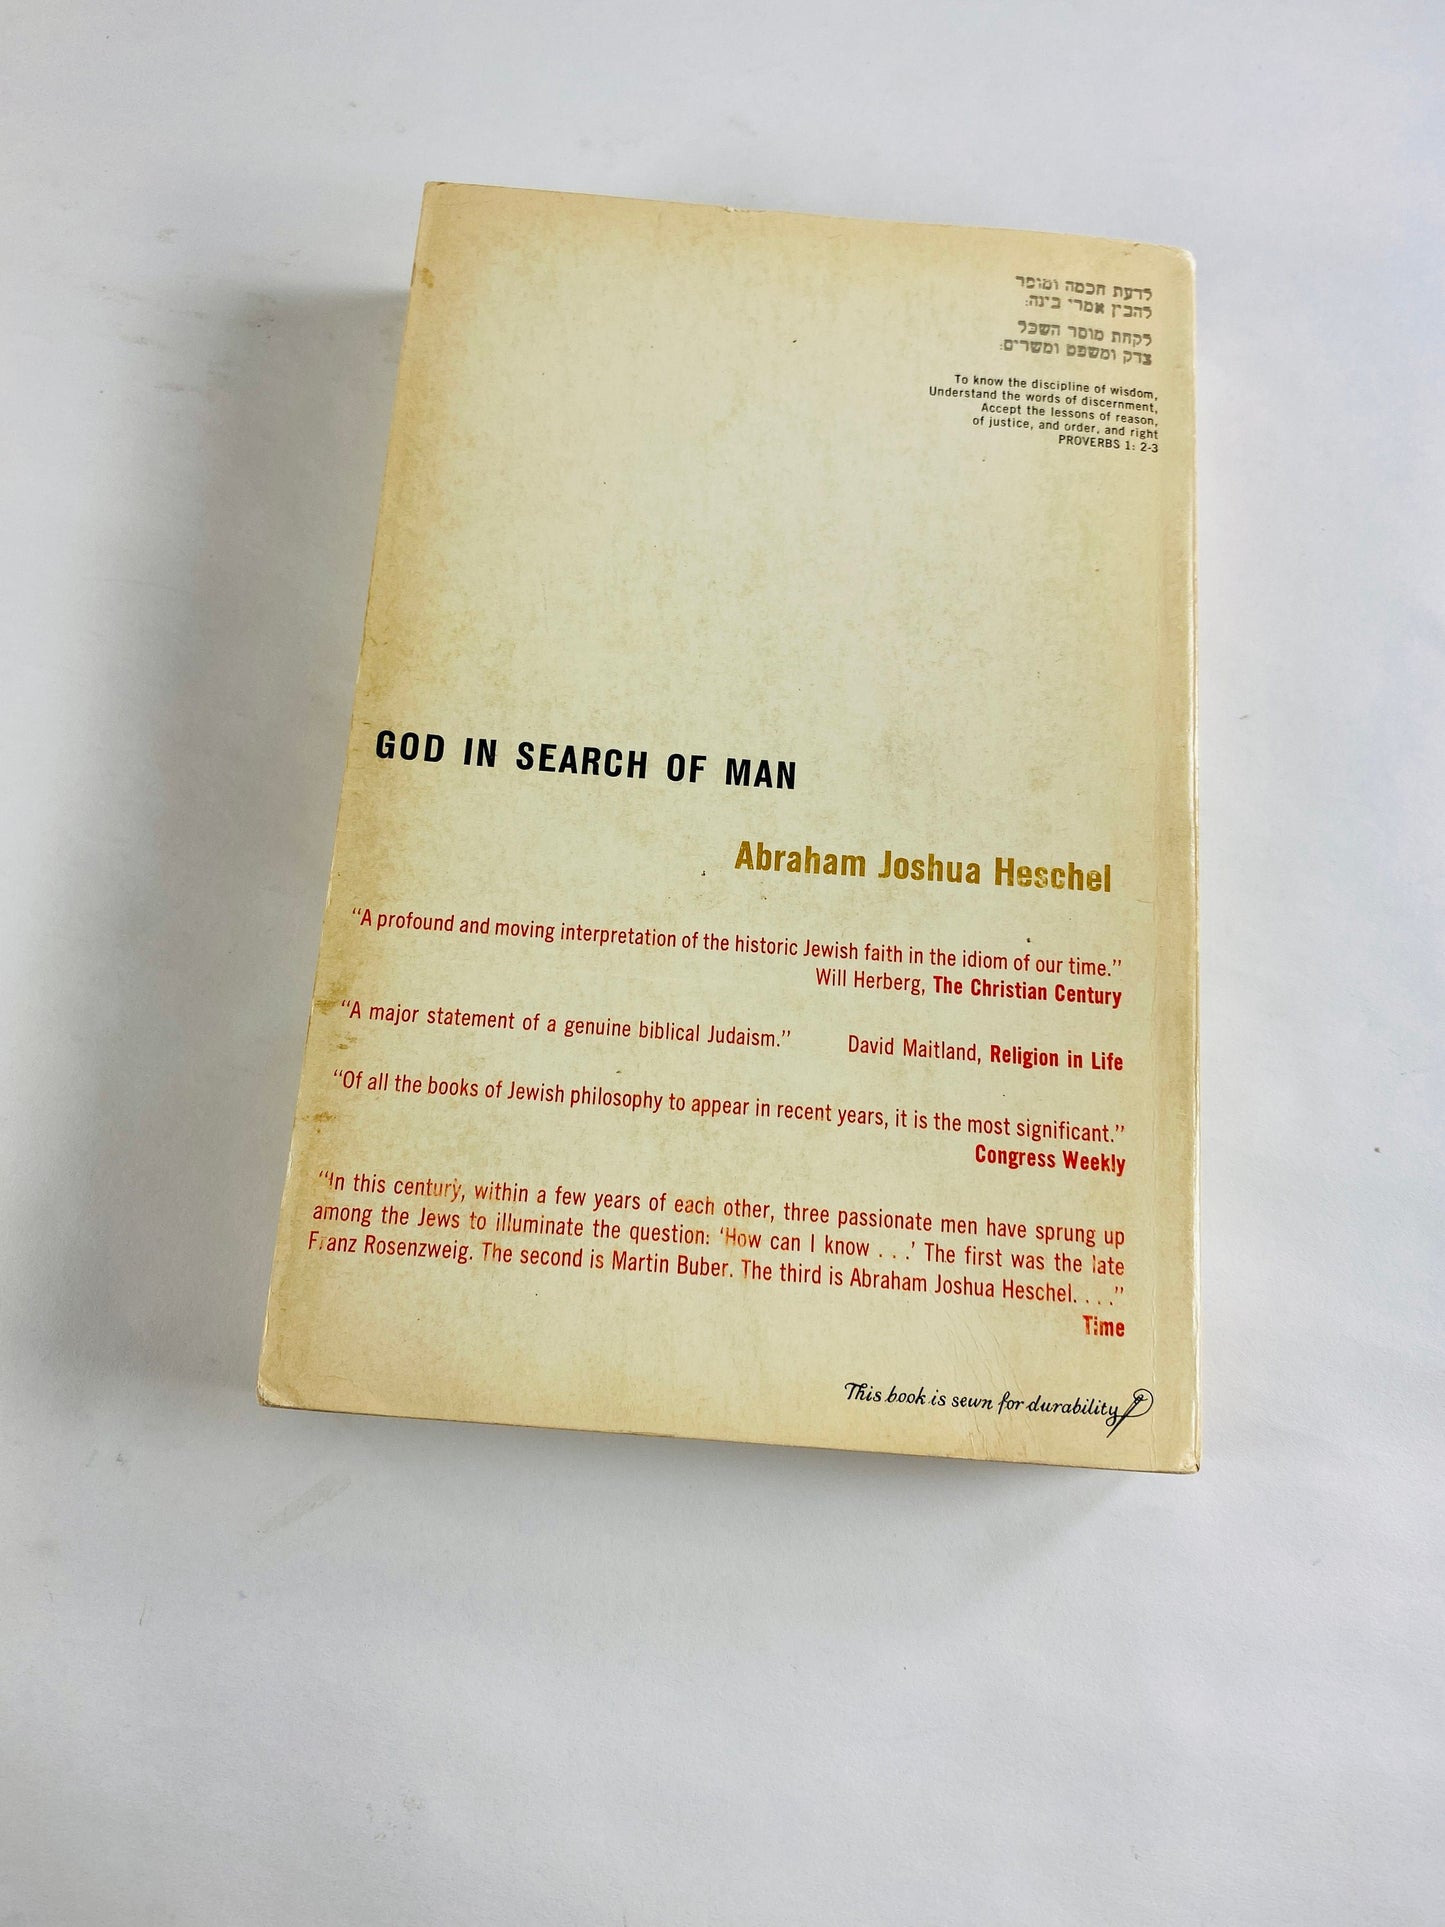 לדעת חכמה ומוסר
להבין אמרי בינה:
לקחת מוסר השכל
צדק ומשפט ומשרים:
To know the discipline of wisdom,
Understand the words of discernment,
Accept the lessons of reason,
of justice, and order, and right
PROVERBS 1: 2-3
GOD IN SEARCH OF MAN
Abraham Joshua Heschel
“A profound and moving interpretation of the historic Jewish faith in the idiom of our time.”
Will Herberg, The Christian Century
“A major statement of a genuine biblical Judaism.” David Maitland, Religion in Life
“Of all the books of Jewish philosophy to appear in recent years, it is the most significant.”
Congress Weekly
“In this century, within a few years of each other, three passionate men have sprung up
among the Jews to illuminate the question: ‘How can I know . . .’ The first was the late
Franz Rosenzweig. The second is Martin Buber. The third is Abraham Joshua Heschel. . . .”
Time
This book is sewn for durability